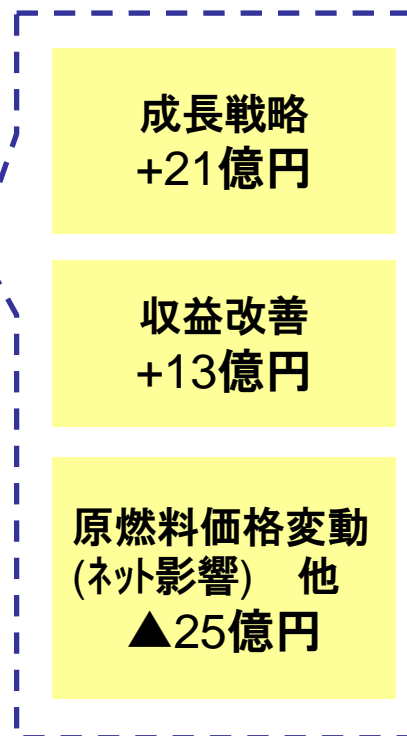 成長戦略
+21億円
収益改善
+13億円
原燃料価格変動
(ネット影響)　他
▲25億円